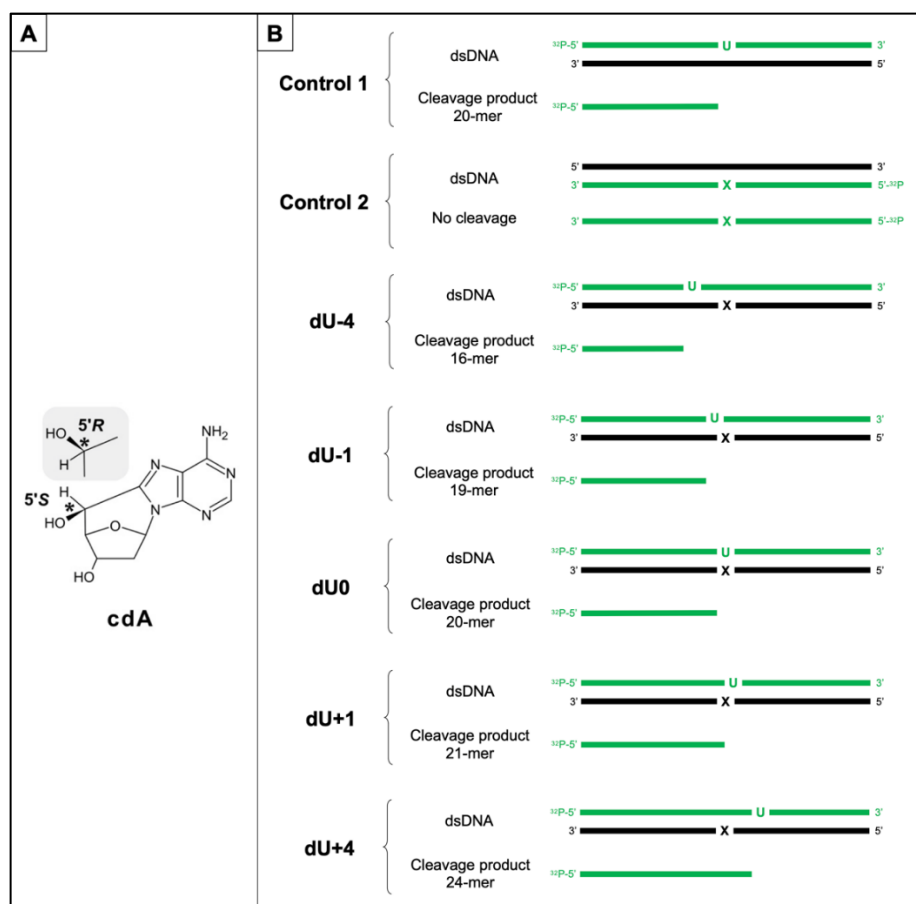 A
B
Control 1
dsDNA
³²P-5' U 3'
3' 5'
Cleavage product
20-mer
³²P-5'
Control 2
dsDNA
5' 3'
3' X 5'-³²P
No cleavage
3' X 5'-³²P
dU-4
dsDNA
³²P-5' U 3'
3' X 5'
Cleavage product
16-mer
³²P-5'
dU-1
dsDNA
³²P-5' U 3'
3' X 5'
Cleavage product
19-mer
³²P-5'
5'R
HO
*
H
NH₂
5'S
H
*
HO
O
N
N
N
N
HO
cdA
dU0
dsDNA
³²P-5' U 3'
3' X 5'
Cleavage product
20-mer
³²P-5'
dU+1
dsDNA
³²P-5' U 3'
3' X 5'
Cleavage product
21-mer
³²P-5'
dU+4
dsDNA
³²P-5' U 3'
3' X 5'
Cleavage product
24-mer
³²P-5'